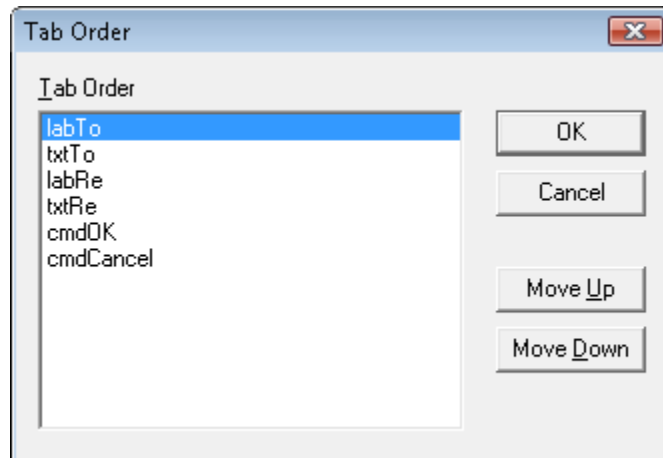 Tab Order
Tab Order
labTo
txtTo
labRe
txtRe
cmdOK
cmdCancel
OK
Cancel
Move Up
Move Down